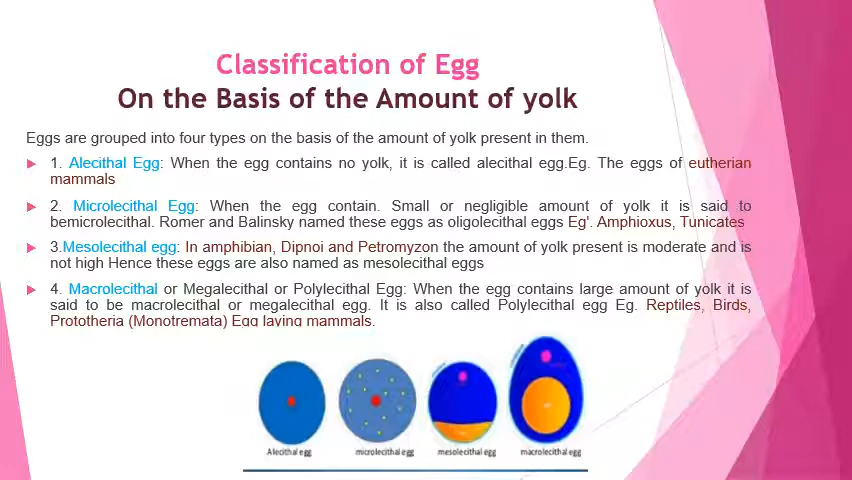 Classification of Egg
On the Basis of the Amount of yolk
Eggs are grouped into four types on the basis of the amount of yolk present in them.
1. Alecithal Egg: When the egg contains no yolk, it is called alecithal egg.Eg. The eggs of eutherian
mammals
2. Microlecithal Egg: When the egg contain. Small or negligible amount of yolk it is said to
bemicrolecithal. Romer and Balinsky named these eggs as oligolecithal eggs Eg'. Amphioxus, Tunicates
3.Mesolecithal egg: In amphibian, Dipnoi and Petromyzon the amount of yolk present is moderate and is
not high Hence these eggs are also named as mesolecithal eggs
4. Macrolecithal or Megalecithal or Polylecithal Egg: When the egg contains large amount of yolk it is
said to be macrolecithal or megalecithal egg. It is also called Polylecithal egg Eg. Reptiles, Birds,
Prototheria (Monotremata) Egg laying mammals.
Alecithal egg
microlecithal egg
mesolecithal egg
macrolecithal egg